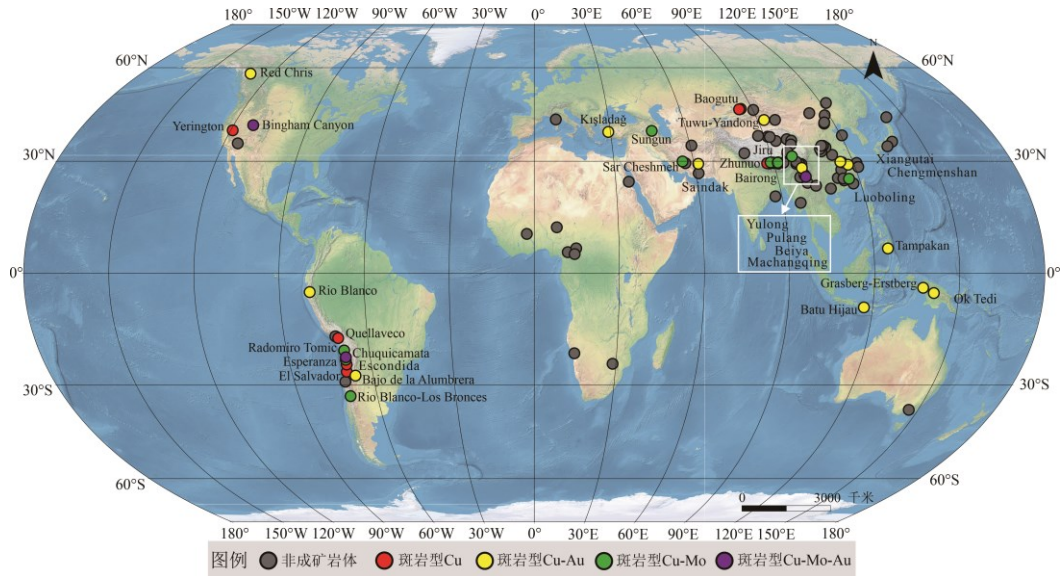 180° 150°W 120°W 90°W 60°W 30°W 0° 30°E 60°E 90°E 120°E 150°E 180°
60°N 60°N
N
Red Chris
Baogutu
Yerington Bingham Canyon
Kışladağ
Tuwu-Yandong
Sungun
Jiru
Xiangutai
30°N 30°N
Sar Cheshmeh
Zhunuo
Chengmenshan
Saindak
Bairong
Luoboling
Yulong
Pulang
Beiya
Machangqing
Tampakan
0° 0°
Rio Blanco
Grasberg-Erstberg
Ok Tedi
Batu Hijau
Quellaveco
Radomiro Tomic
Chuquicamata
Esperanza
Escondida
El Salvador
Bajo de la Alumbrera
30°S 30°S
Rio Blanco-Los Bronces
60°S 60°S
0 3000 千米
180° 150°W 120°W 90°W 60°W 30°W 0° 30°E 60°E 90°E 120°E 150°E 180°
图例 非成矿岩体 斑岩型Cu 斑岩型Cu-Au 斑岩型Cu-Mo 斑岩型Cu-Mo-Au